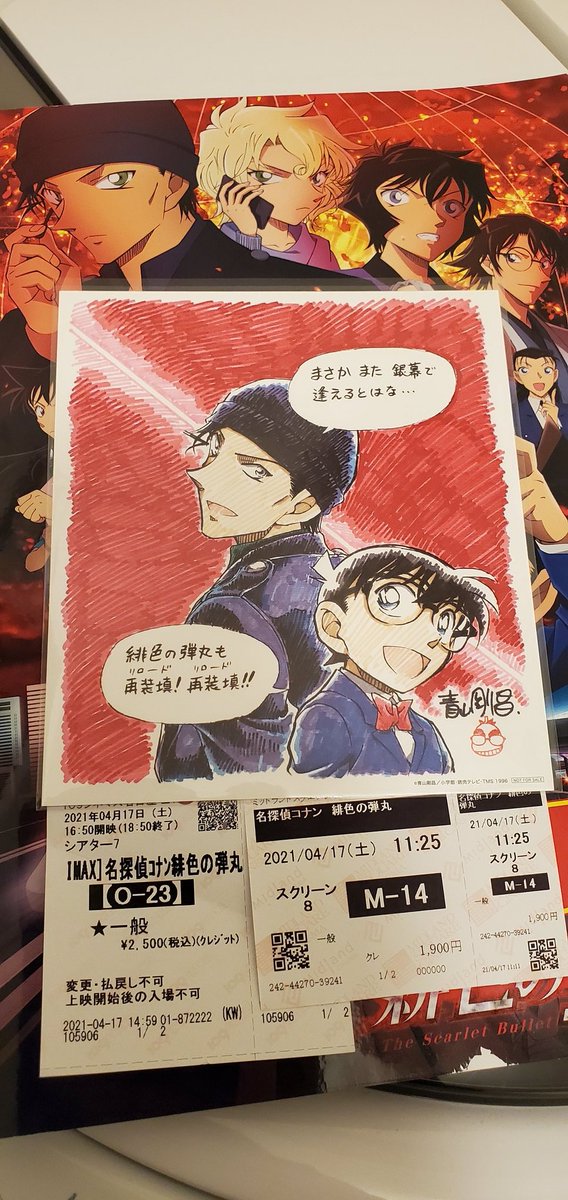 まさか また 銀幕で
逢えるとはな…
緋色の弾丸も
リロード リロード
再装填! 再装填!!
青山剛昌.
©青山剛昌/小学館・読売テレビ・TMS 1996 NOT FOR SALE
2021年04月17日(土)
16:50開映(18:50終了)
シアター7
IMAX]名探偵コナン緋色の弾丸
【O-23】
★一般
¥2,500(税込)(クレジット)
変更・払戻し不可
上映開始後の入場不可
2021-04-17 14:59 01-872222 (KW)
105906 1/ 2
105906 1/ 2
名探偵コナン 緋色の弾丸
2021/04/17(土) 11:25
スクリーン
8
M-14
一般
クレ 1,900円
242-44270-39241 1/2 000000
名探偵コナン 緋色の
弾丸
21/04/17(土)
11:25
スクリーン
8
M-14
一般
1,900円
242-44270-39241
21/04/17 11:11
The Scarlet Bullet